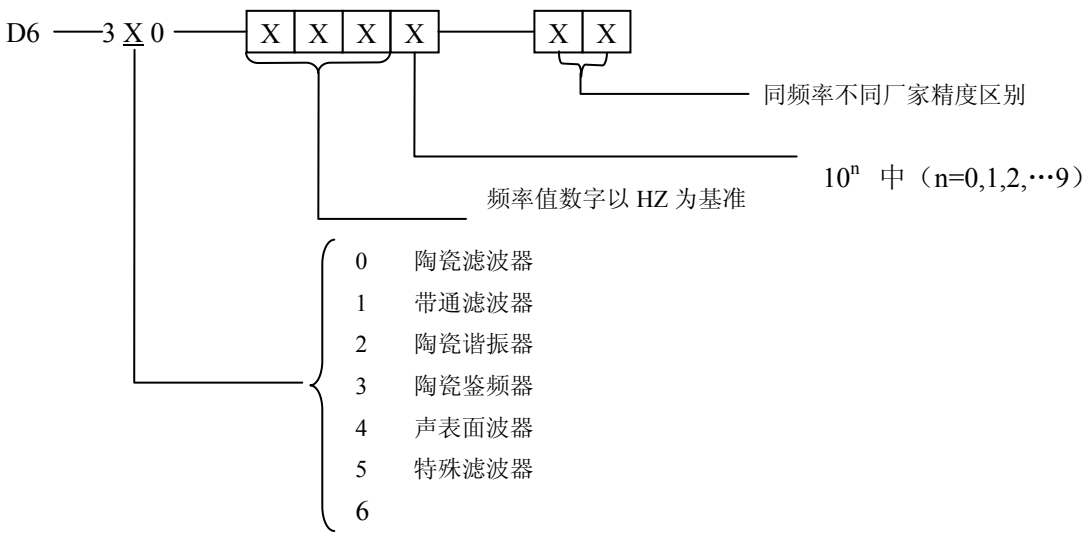 D6 3 X 0 X X X X X X
同频率不同厂家精度区别
10ⁿ 中（n=0,1,2,…9）
频率值数字以 HZ 为基准
0 陶瓷滤波器
1 带通滤波器
2 陶瓷谐振器
3 陶瓷鉴频器
4 声表面波器
5 特殊滤波器
6